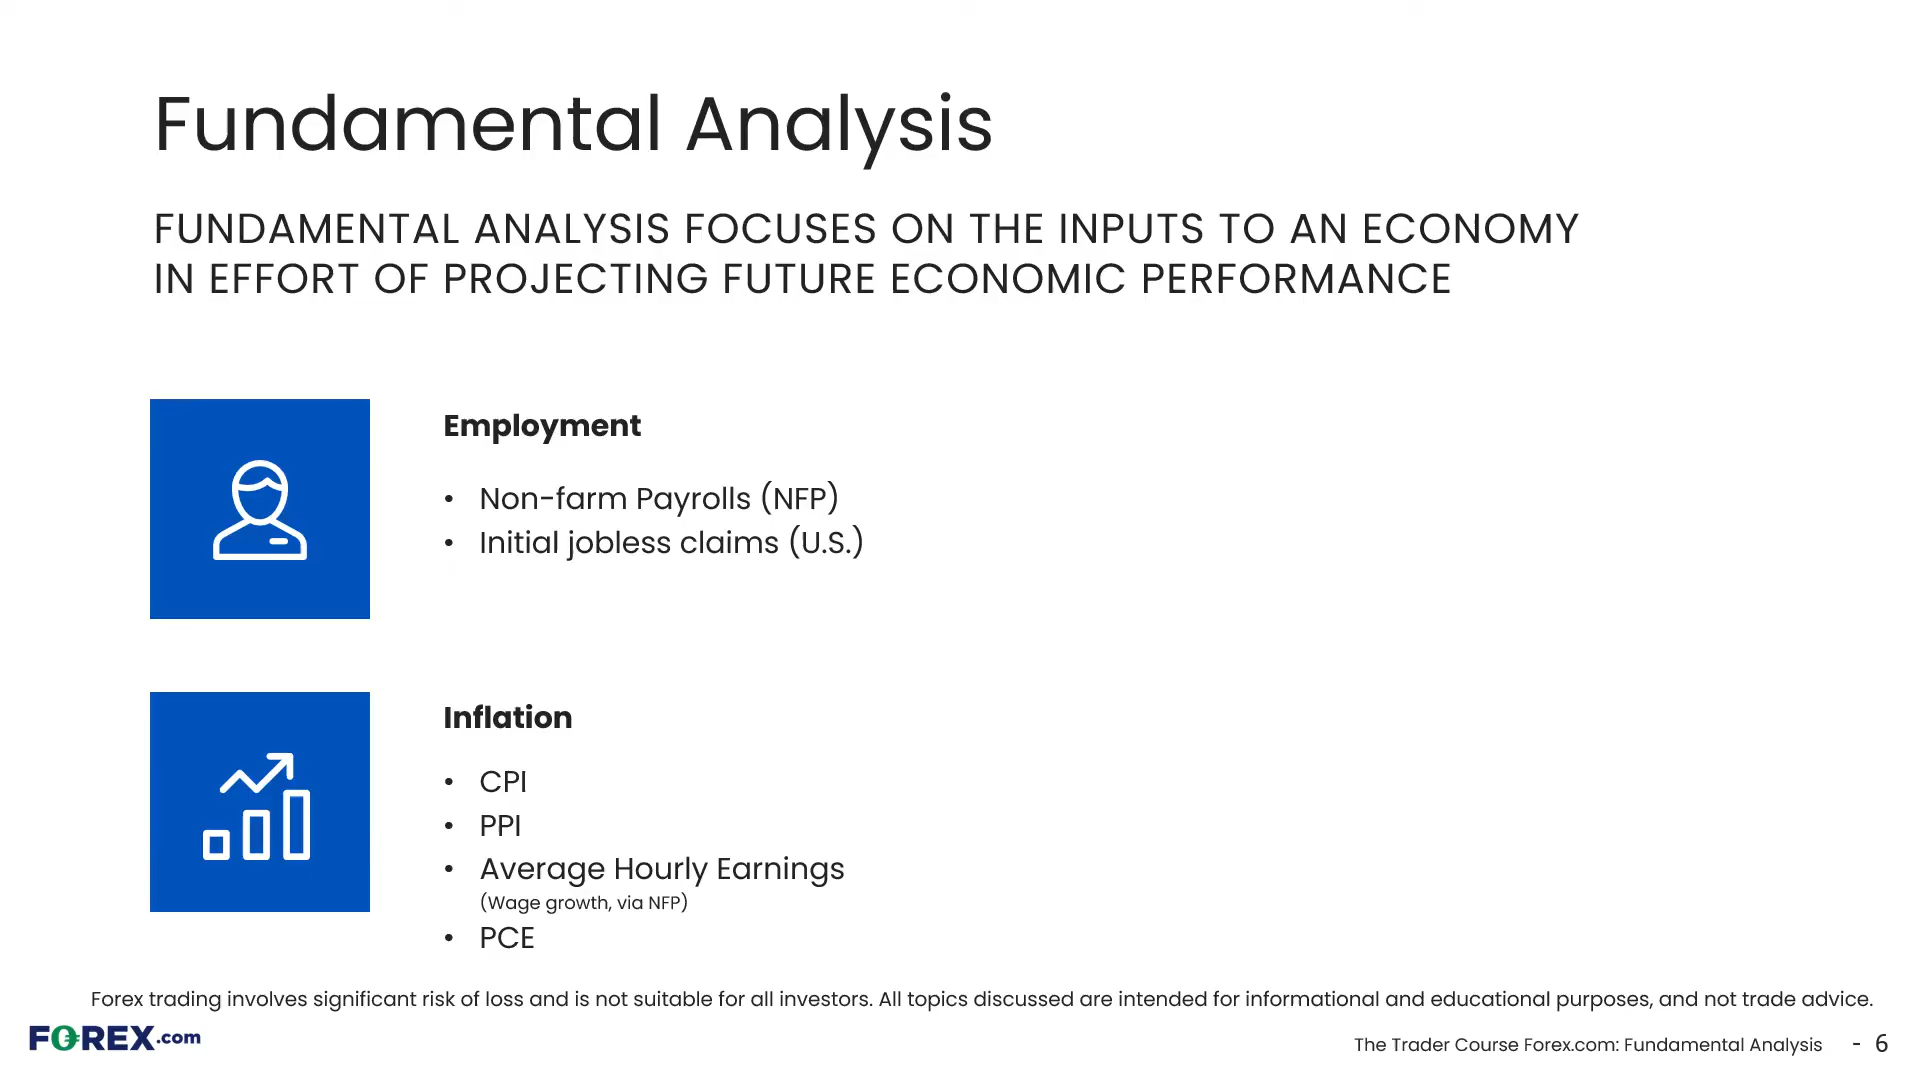 Fundamental Analysis
FUNDAMENTAL ANALYSIS FOCUSES ON THE INPUTS TO AN ECONOMY
IN EFFORT OF PROJECTING FUTURE ECONOMIC PERFORMANCE
Employment
• Non-farm Payrolls (NFP)
• Initial jobless claims (U.S.)
Inflation
• CPI
• PPI
• Average Hourly Earnings
(Wage growth, via NFP)
• PCE
Forex trading involves significant risk of loss and is not suitable for all investors. All topics discussed are intended for informational and educational purposes, and not trade advice.
FOREX.com
The Trader Course Forex.com: Fundamental Analysis - 6